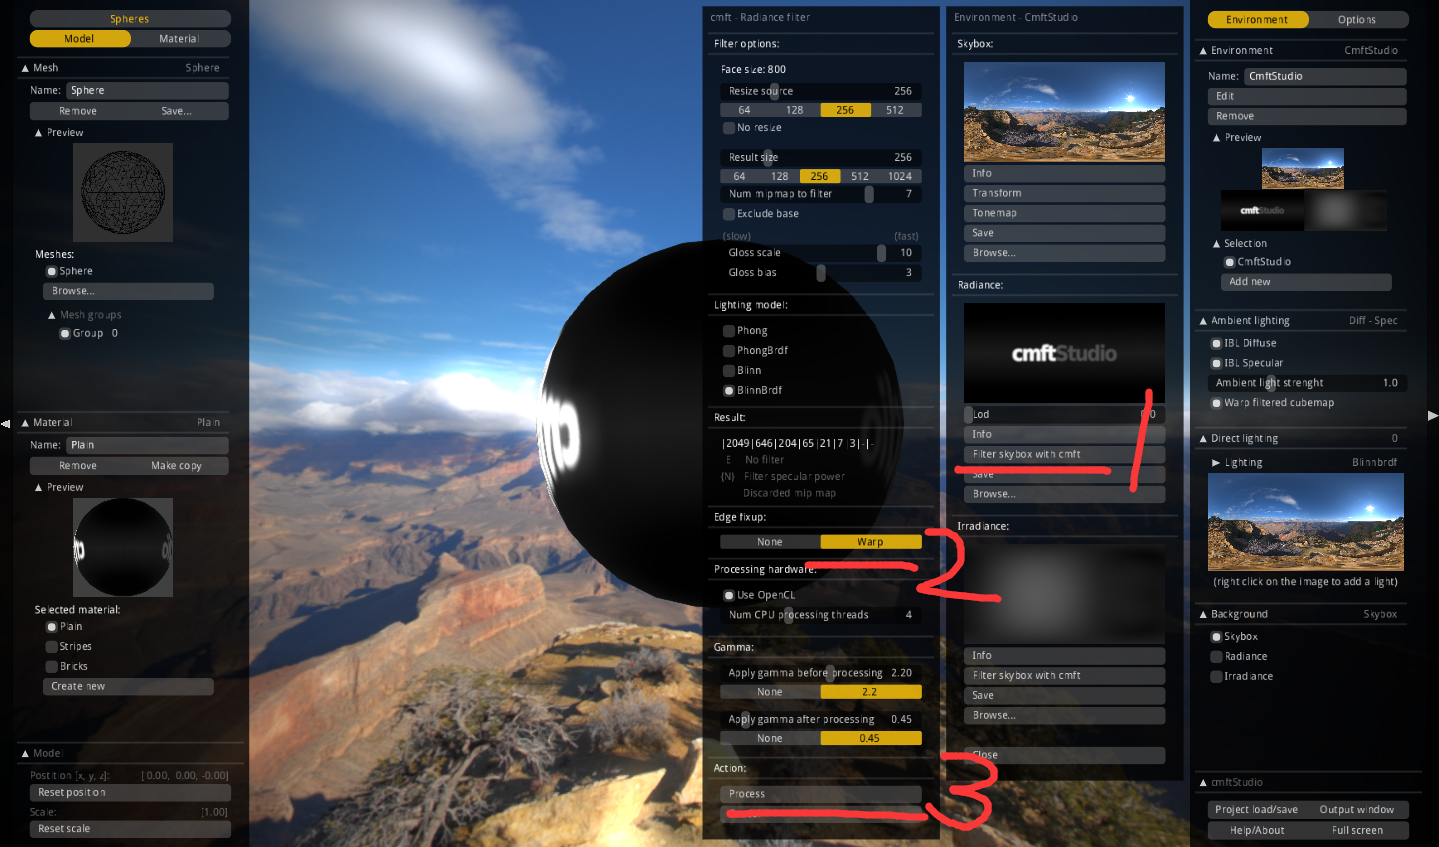 Spheres
Model
Material
Mesh
Sphere
Name: Sphere
Remove
Save...
Preview
Meshes:
Sphere
Browse...
Mesh groups
Group 0
Material
Plain
Name: Plain
Remove
Make copy
Preview
Selected material:
Plain
Stripes
Bricks
Create new
Model
Postition [x, y, z]: [ 0.00, 0.00, -0.00]
Reset position
Scale: [1.00]
Reset scale
cmft - Radiance filter
Filter options:
Face size: 800
Resize source 256
64 128 256 512
No resize
Result size 256
64 128 256 512 1024
Num mipmap to filter 7
Exclude base
(slow) (fast)
Gloss scale 10
Gloss bias 3
Lighting model:
Phong
PhongBrdf
Blinn
BlinnBrdf
Result:
|2049|646|204|65|21|7 |3|-|-
E No filter
{N} Filter specular power
Discarded mip map
Edge fixup:
None Warp
2
Processing hardware:
Use OpenCL
Num CPU processing threads 4
Gamma:
Apply gamma before processing 2.20
None 2.2
Apply gamma after processing 0.45
None 0.45
Action:
Process
3
Environment - CmftStudio
Skybox:
Info
Transform
Tonemap
Save
Browse...
Radiance:
cmftStudio
Lod
1
Info
Filter skybox with cmft
Save
Browse...
Irradiance:
Info
Filter skybox with cmft
Save
Browse...
Close
Environment
Options
Environment
CmftStudio
Name: CmftStudio
Edit
Remove
Preview
cmftStudio
Selection
CmftStudio
Add new
Ambient lighting
Diff - Spec
IBL Diffuse
IBL Specular
Ambient light strenght 1.0
Warp filtered cubemap
Direct lighting
0
Lighting
Blinnbrdf
(right click on the image to add a light)
Background
Skybox
Skybox
Radiance
Irradiance
cmftStudio
Project load/save
Output window
Help/About
Full screen